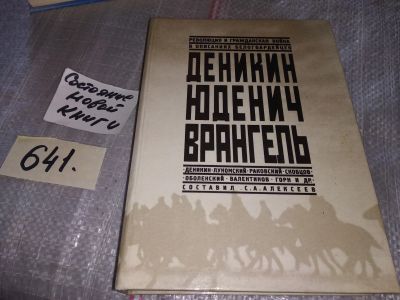 РЕВОЛЮЦИЯ И ГРАЖДАНСКАЯ ВОЙНА
В ОПИСАНИЯХ БЕЛОГВАРДЕЙЦЕВ
ДЕНИКИН
ЮДЕНИЧ
ВРАНГЕЛЬ
ДЕНИКИН·ЛУКОМСКИЙ·РАКОВСКИЙ·СКОБЦОВ·
ОБОЛЕНСКИЙ·ВАЛЕНТИНОВ·ГОРН И ДР.
СОСТАВИЛ С.А.АЛЕКСЕЕВ
Состояние
новой
книги
641.